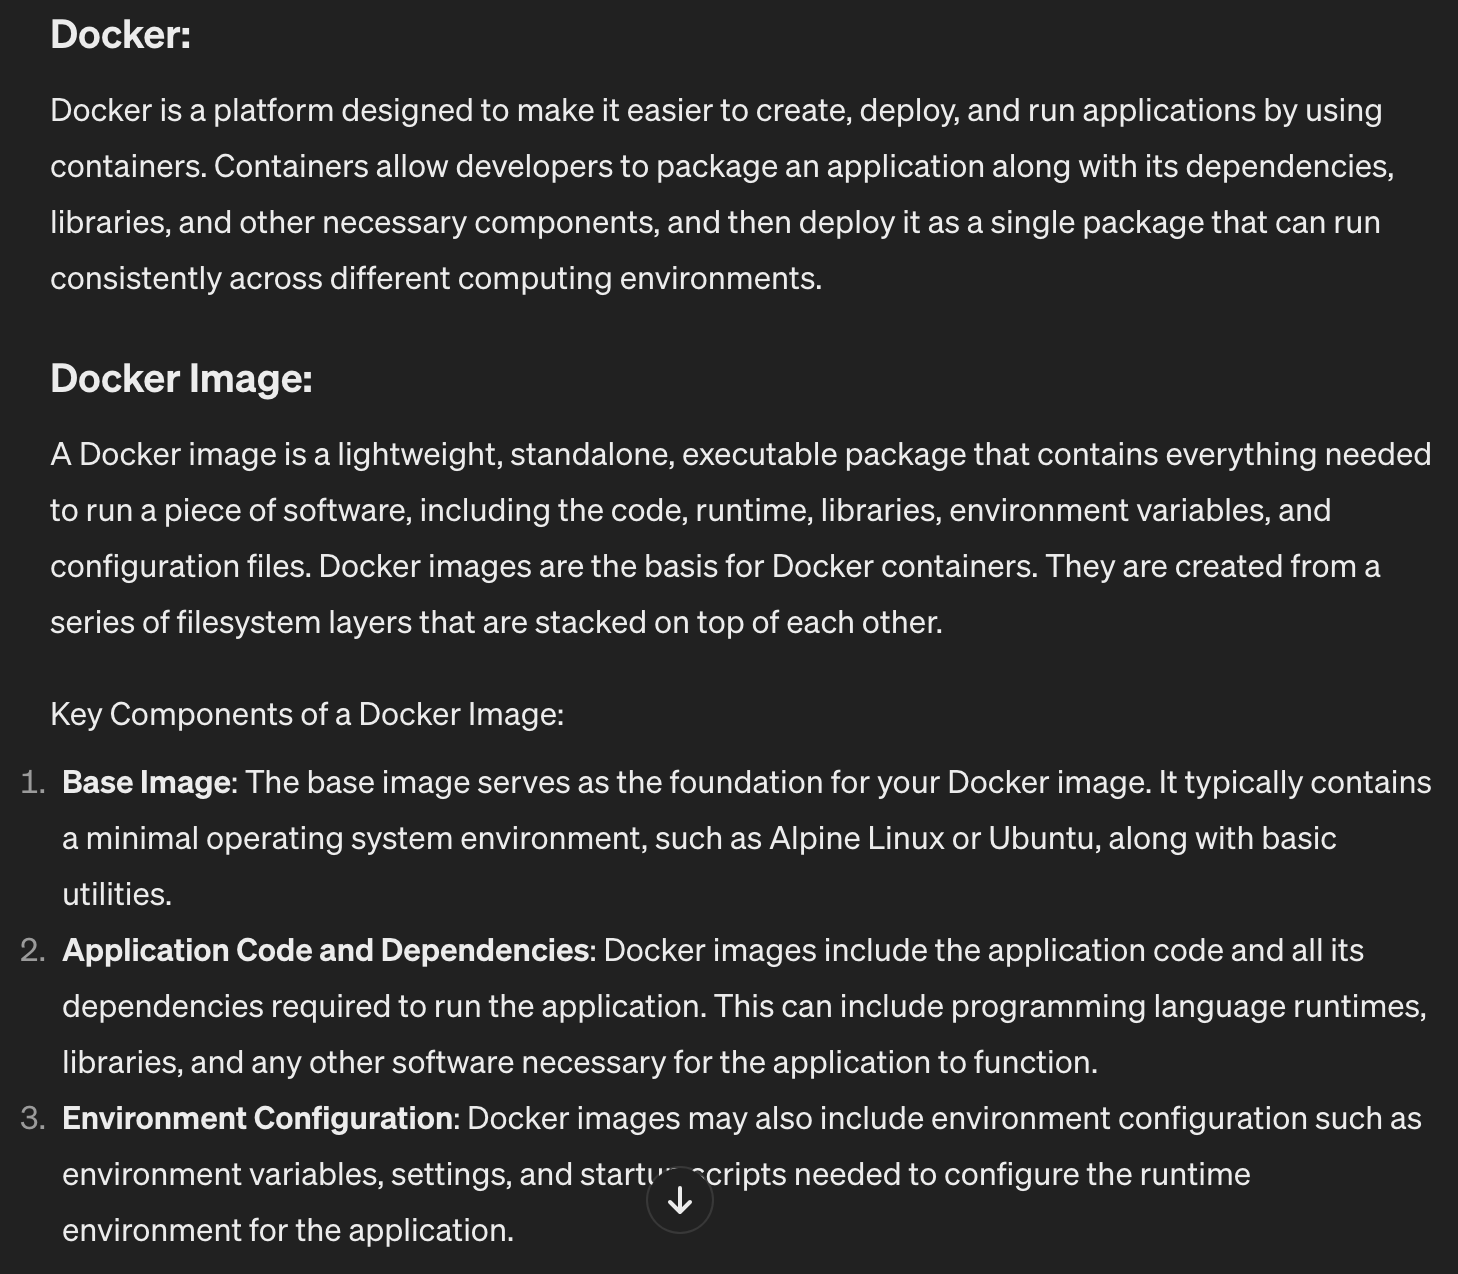 Docker:
Docker is a platform designed to make it easier to create, deploy, and run applications by using
containers. Containers allow developers to package an application along with its dependencies,
libraries, and other necessary components, and then deploy it as a single package that can run
consistently across different computing environments.
Docker Image:
A Docker image is a lightweight, standalone, executable package that contains everything needed
to run a piece of software, including the code, runtime, libraries, environment variables, and
configuration files. Docker images are the basis for Docker containers. They are created from a
series of filesystem layers that are stacked on top of each other.
Key Components of a Docker Image:
1. Base Image: The base image serves as the foundation for your Docker image. It typically contains
a minimal operating system environment, such as Alpine Linux or Ubuntu, along with basic
utilities.
2. Application Code and Dependencies: Docker images include the application code and all its
dependencies required to run the application. This can include programming language runtimes,
libraries, and any other software necessary for the application to function.
3. Environment Configuration: Docker images may also include environment configuration such as
environment variables, settings, and startup scripts needed to configure the runtime
environment for the application.